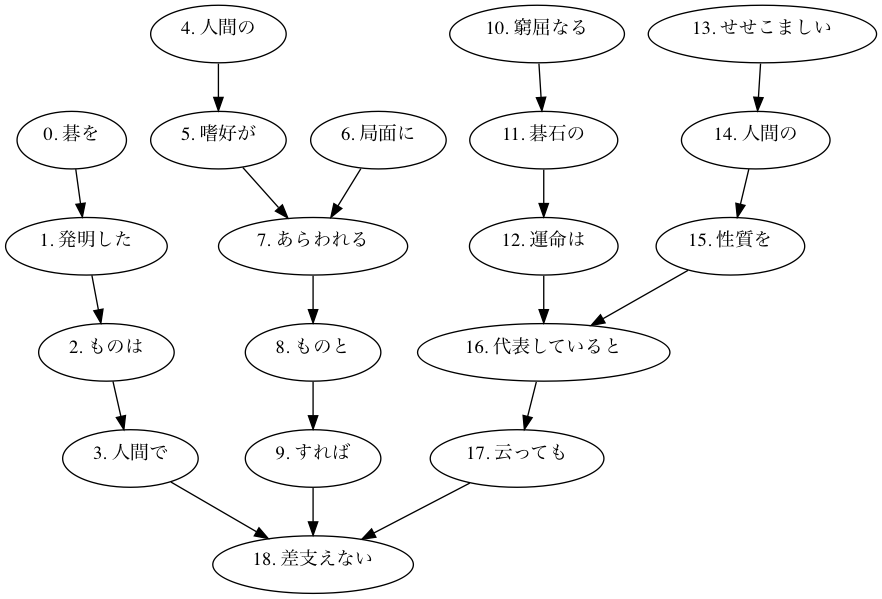 4. 人間の
10. 窮屈なる
13. せせこましい
0. 碁を
5. 嗜好が
6. 局面に
11. 碁石の
14. 人間の
1. 発明した
7. あらわれる
12. 運命は
15. 性質を
2. ものは
8. ものと
16. 代表していると
3. 人間で
9. すれば
17. 云っても
18. 差支えない